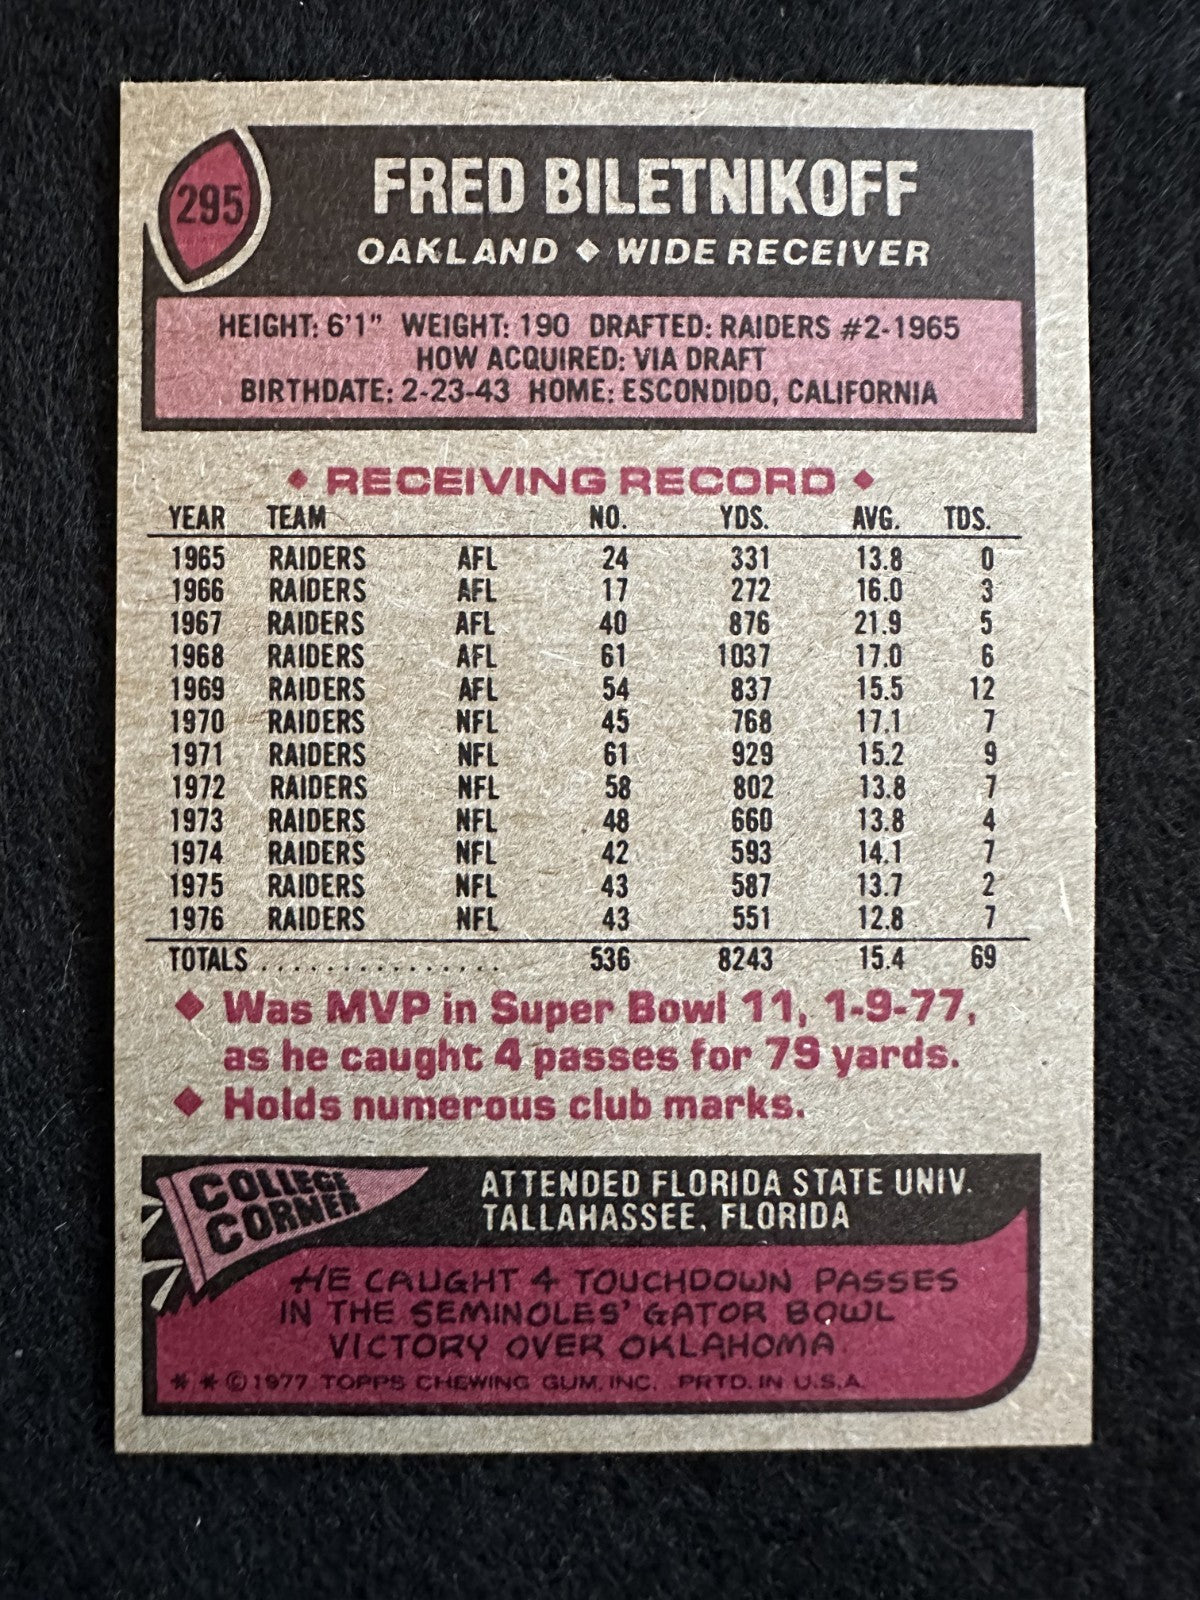 295
FRED BILETNIKOFF
OAKLAND ◆ WIDE RECEIVER
HEIGHT: 6'1" WEIGHT: 190 DRAFTED: RAIDERS #2-1965
HOW ACQUIRED: VIA DRAFT
BIRTHDATE: 2-23-43 HOME: ESCONDIDO, CALIFORNIA
◆ RECEIVING RECORD ◆
YEAR TEAM NO. YDS. AVG. TDS.
1965 RAIDERS AFL 24 331 13.8 0
1966 RAIDERS AFL 17 272 16.0 3
1967 RAIDERS AFL 40 876 21.9 5
1968 RAIDERS AFL 61 1037 17.0 6
1969 RAIDERS AFL 54 837 15.5 12
1970 RAIDERS NFL 45 768 17.1 7
1971 RAIDERS NFL 61 929 15.2 9
1972 RAIDERS NFL 58 802 13.8 7
1973 RAIDERS NFL 48 660 13.8 4
1974 RAIDERS NFL 42 593 14.1 7
1975 RAIDERS NFL 43 587 13.7 2
1976 RAIDERS NFL 43 551 12.8 7
TOTALS ................ 536 8243 15.4 69
◆ Was MVP in Super Bowl 11, 1-9-77,
as he caught 4 passes for 79 yards.
◆ Holds numerous club marks.
COLLEGE
CORNER
ATTENDED FLORIDA STATE UNIV.
TALLAHASSEE, FLORIDA
HE CAUGHT 4 TOUCHDOWN PASSES
IN THE SEMINOLES' GATOR BOWL
VICTORY OVER OKLAHOMA.
* * © 1977 TOPPS CHEWING GUM, INC. PRTD. IN U.S.A.